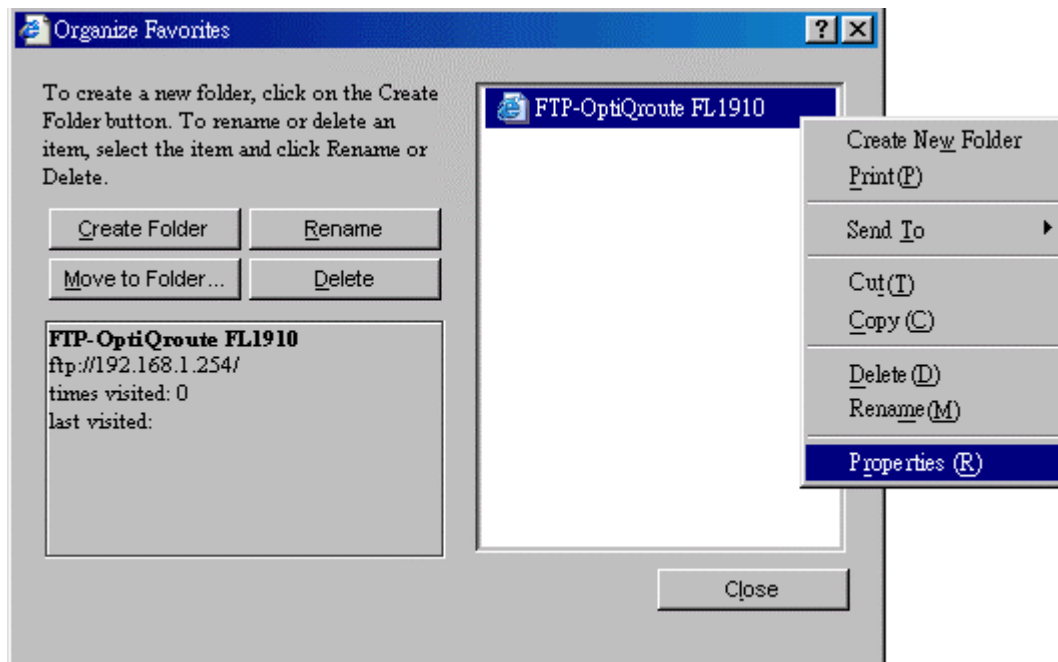 Organize Favorites
To create a new folder, click on the Create
Folder button. To rename or delete an
item, select the item and click Rename or
Delete.
Create Folder
Rename
Move to Folder...
Delete
FTP-OptiQroute FL1910
ftp://192.168.1.254/
times visited: 0
last visited:
FTP-OptiQroute FL1910
Create New Folder
Print(P)
Send To
Cut(T)
Copy (C)
Delete (D)
Rename(M)
Properties (R)
Close